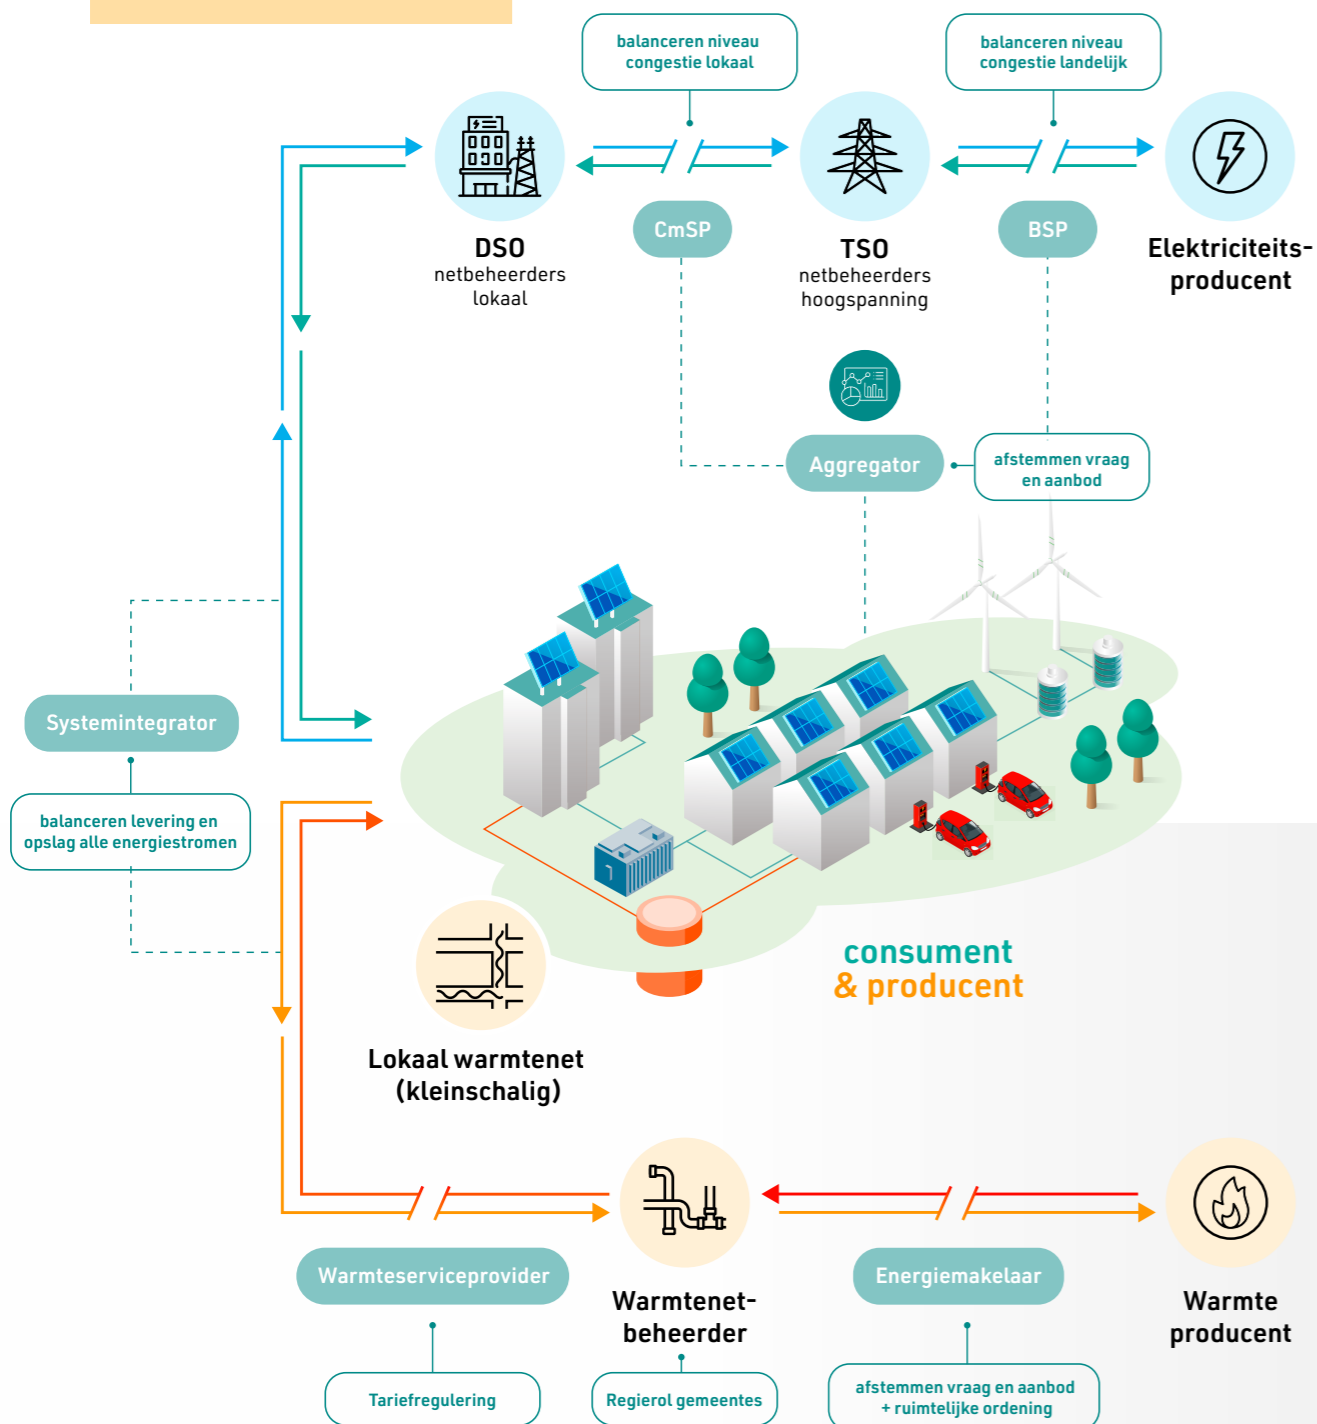 balanceren niveau
congestie lokaal
balanceren niveau
congestie landelijk
DSO
netbeheerders
lokaal
CmSP
TSO
netbeheerders
hoogspanning
BSP
Elektriciteits-
producent
Aggregator
afstemmen vraag
en aanbod
Systemintegrator
balanceren levering en
opslag alle energiestromen
consument
& producent
Lokaal warmtenet
(kleinschalig)
Warmteserviceprovider
Warmtenet-
beheerder
Energiemakelaar
Warmte
producent
Tariefregulering
Regierol gemeentes
afstemmen vraag en aanbod
+ ruimtelijke ordening